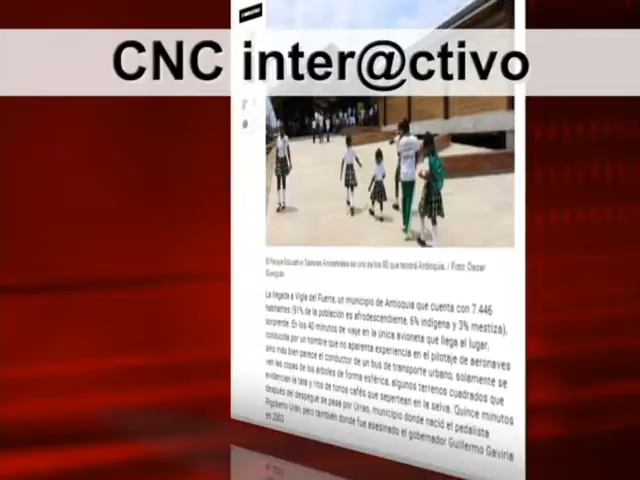 CNC inter@ctivo
El Parque Educativo Saberes Ancestrales es uno de los 80 que tendrá Antioquia. / Foto: Óscar
La llegada a Vigía del Fuerte, un municipio de Antioquia que cuenta con 7.446
habitantes (91% de la población es afrodescendiente, 6% indígena y 3% mestiza),
sorprende. En los 40 minutos de viaje en la única avioneta que llega al lugar,
conducida por un hombre que no aparenta experiencia en el pilotaje de aeronaves
sino más bien parece el conductor de un bus de transporte urbano, solamente se
ven las copas de los árboles de forma esférica, algunos terrenos cuadrados que
evidencian la tala y ríos de tonos cafés que serpentean en la selva. Quince minutos
después del despegue se pasa por Urrao, municipio donde nació el pedalista
Rigoberto Urán, pero también donde fue asesinado el gobernador Guillermo Gaviria
en 2003